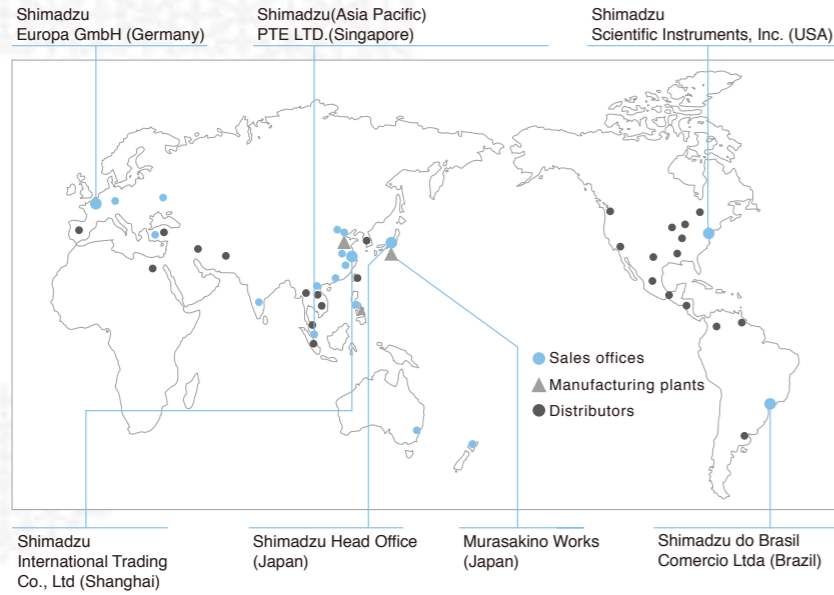 Shimadzu
Europa GmbH (Germany)
Shimadzu(Asia Pacific)
PTE LTD.(Singapore)
Shimadzu
Scientific Instruments, Inc. (USA)
Sales offices
Manufacturing plants
Distributors
Shimadzu
International Trading
Co., Ltd (Shanghai)
Shimadzu Head Office
(Japan)
Murasakino Works
(Japan)
Shimadzu do Brasil
Comercio Ltda (Brazil)